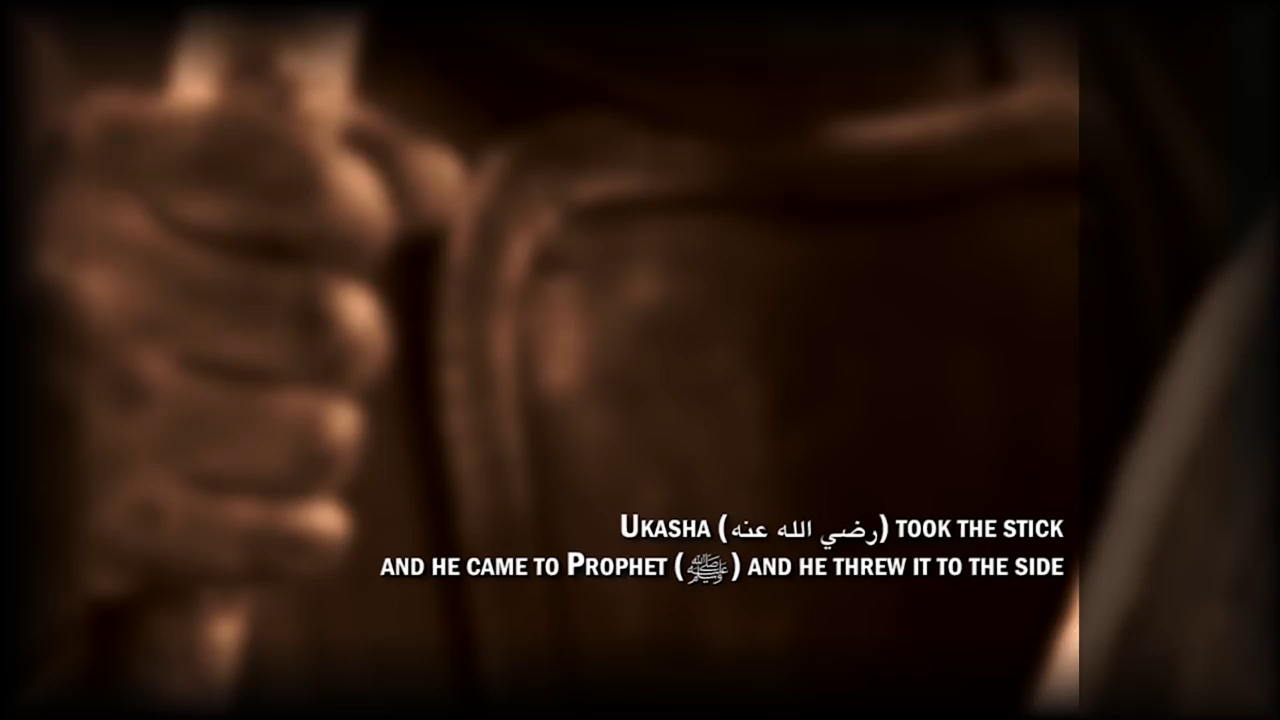 Ukasha (رضي الله عنه) took the stick
and he came to Prophet (ﷺ) and he threw it to the side